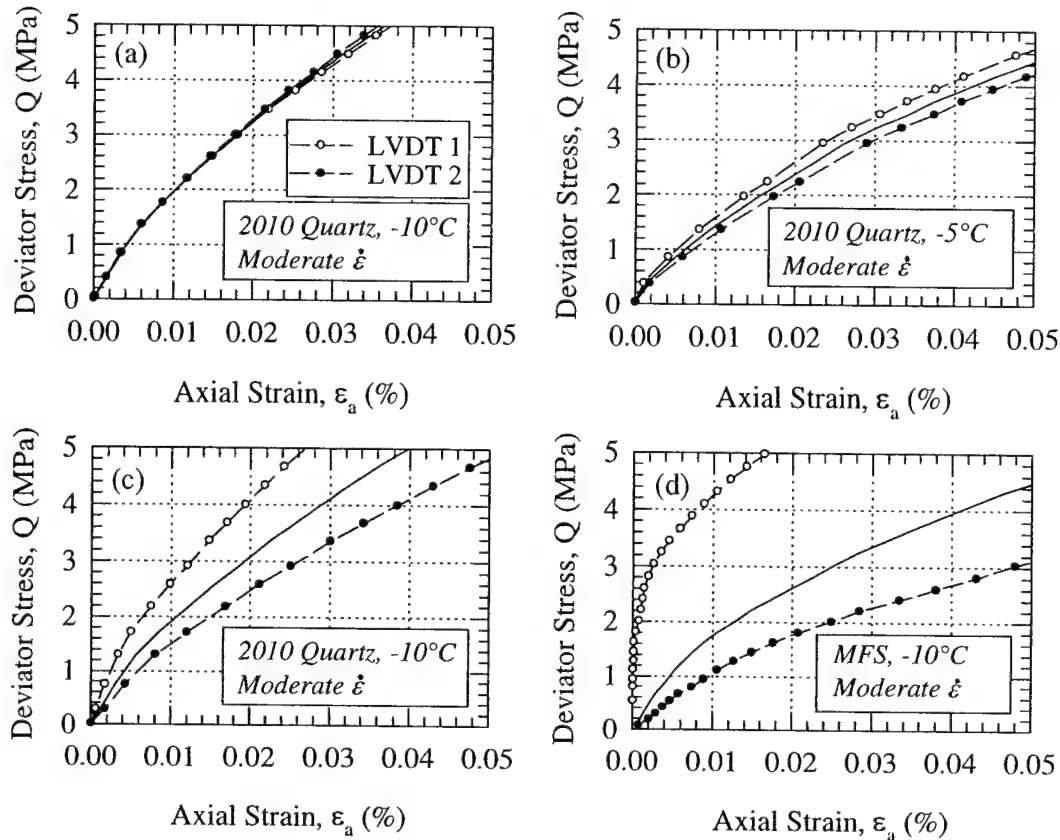 (a)
Deviator Stress, Q (MPa)
5
4
3
2
1
0
LVDT 1
LVDT 2
2010 Quartz, -10°C
Moderate ε̇
0.00 0.01 0.02 0.03 0.04 0.05
Axial Strain, εa (%)
(b)
Deviator Stress, Q (MPa)
5
4
3
2
1
0
2010 Quartz, -5°C
Moderate ε̇
0.00 0.01 0.02 0.03 0.04 0.05
Axial Strain, εa (%)
(c)
Deviator Stress, Q (MPa)
5
4
3
2
1
0
2010 Quartz, -10°C
Moderate ε̇
0.00 0.01 0.02 0.03 0.04 0.05
Axial Strain, εa (%)
(d)
Deviator Stress, Q (MPa)
5
4
3
2
1
0
MFS, -10°C
Moderate ε̇
0.00 0.01 0.02 0.03 0.04 0.05
Axial Strain, εa (%)